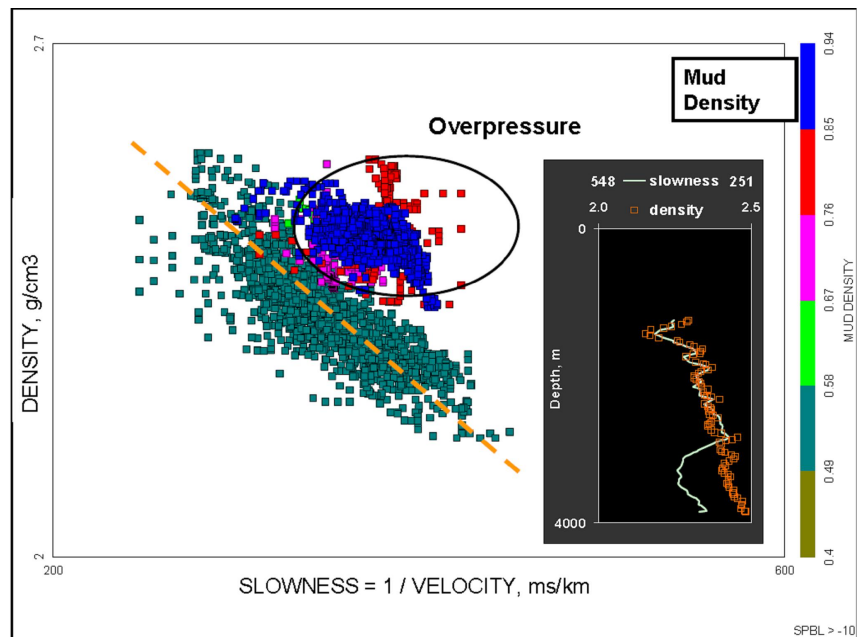 2.7
Mud
Density
Overpressure
548 slowness 251
2.0 density 2.5
0
Depth, m
4000
DENSITY, g/cm3
2
200
600
SLOWNESS = 1 / VELOCITY, ms/km
0.94
0.85
0.76
0.67
0.58
0.49
0.4
MUD DENSITY
SPBL > -10